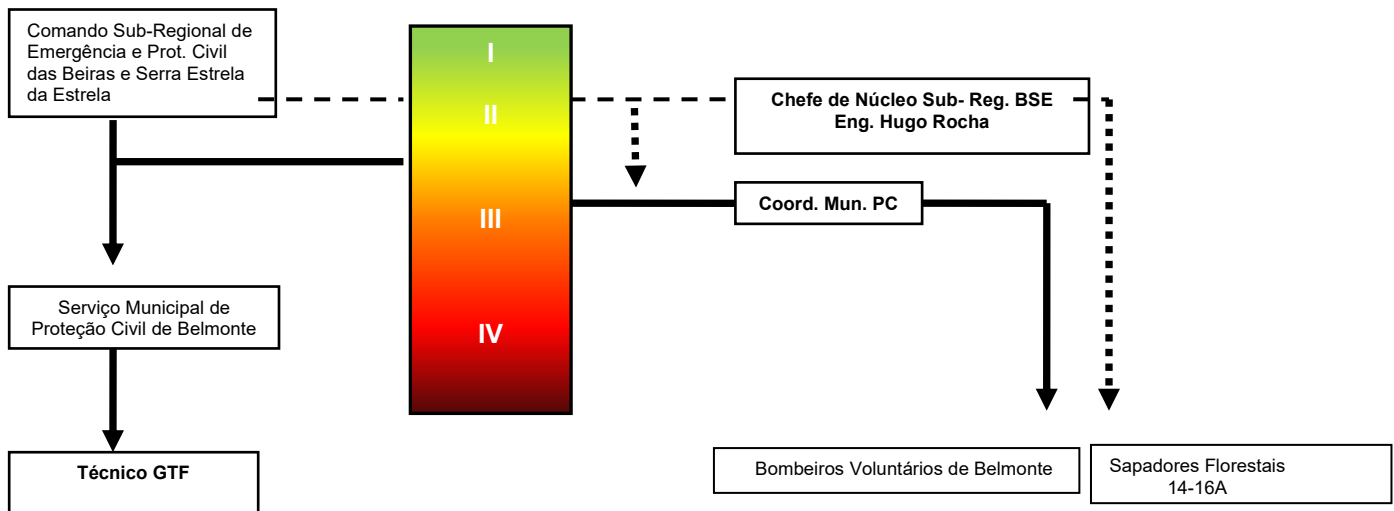 Comando Sub-Regional de
Emergência e Prot. Civil
das Beiras e Serra Estrela
da Estrela
I
II
III
IV
Chefe de Núcleo Sub- Reg. BSE
Eng. Hugo Rocha
Coord. Mun. PC
Serviço Municipal de
Proteção Civil de Belmonte
Técnico GTF
Bombeiros Voluntários de Belmonte
Sapadores Florestais
14-16A